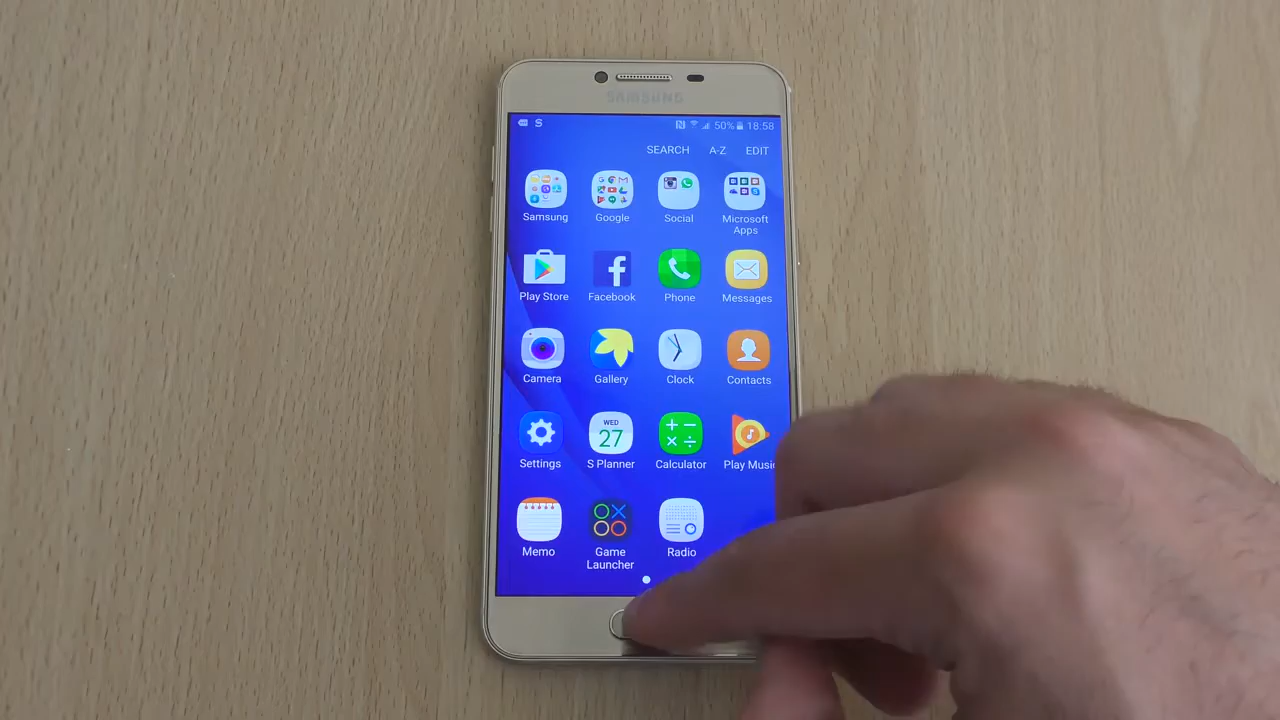 SAMSUNG
S 50% 18:58
SEARCH A-Z EDIT
Samsung Google Social Microsoft
Apps
Play Store Facebook Phone Messages
Camera Gallery Clock Contacts
WED
27
Settings S Planner Calculator Play Music
Memo Game Radio
Launcher